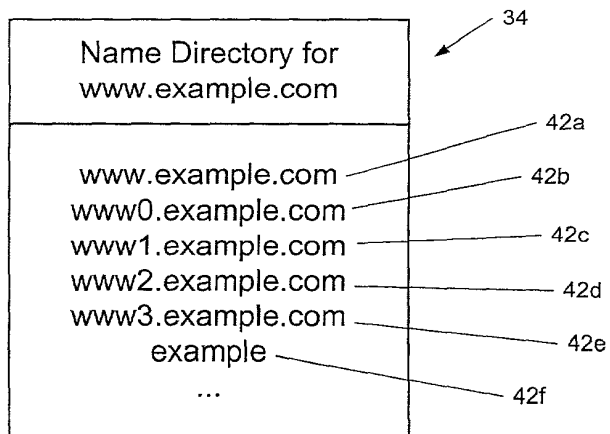 34
Name Directory for
www.example.com
42a
www.example.com
42b
www0.example.com
www1.example.com
42c
www2.example.com
42d
www3.example.com
42e
example
42f
...